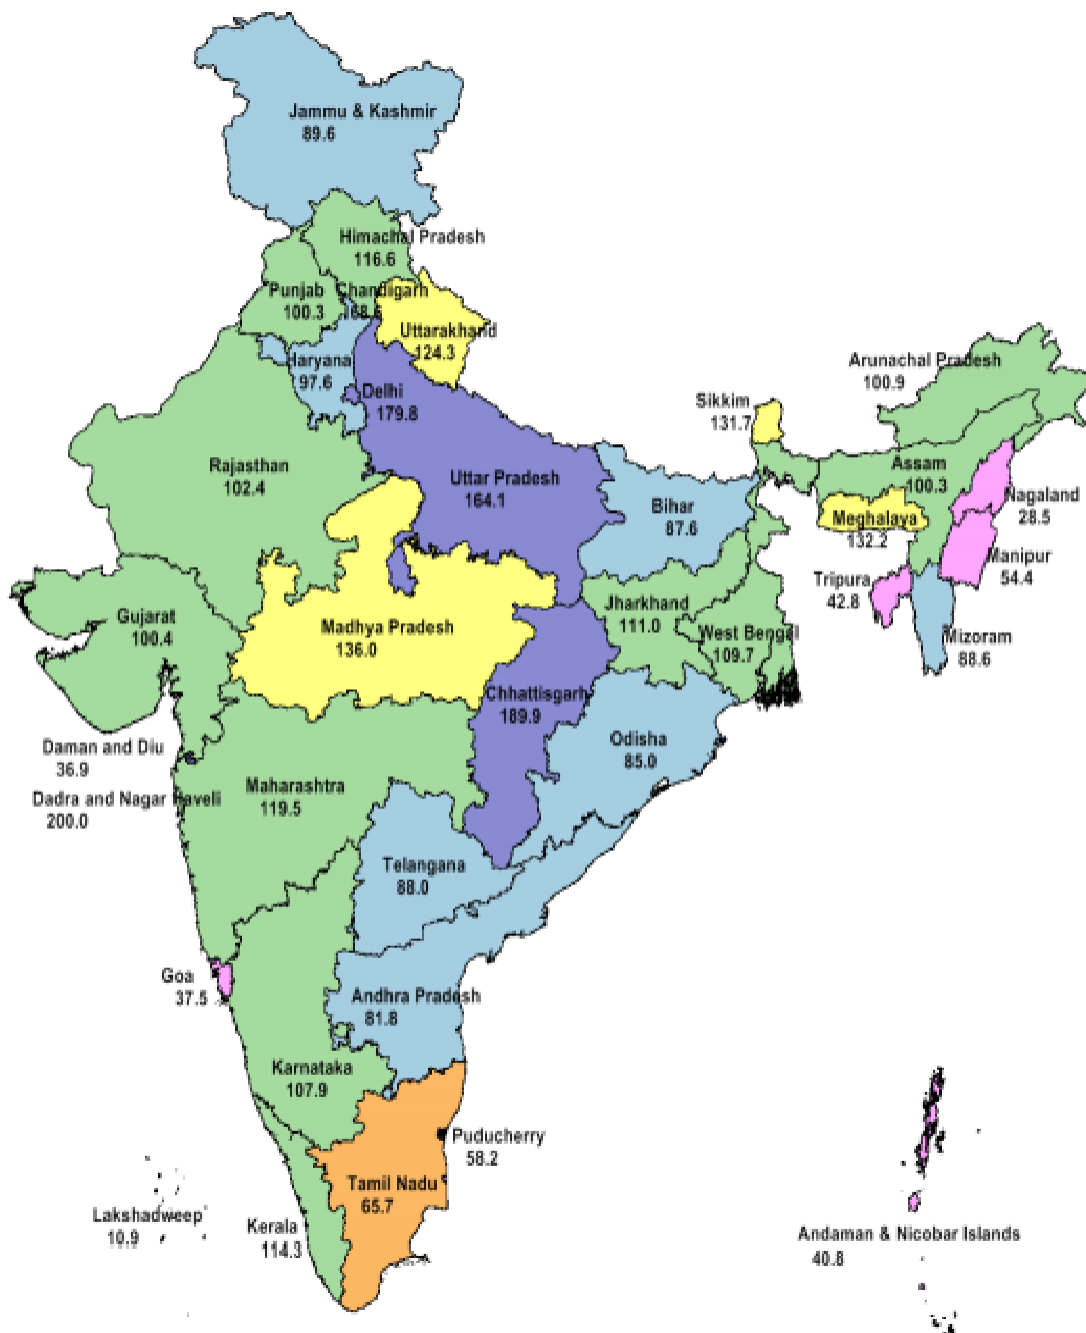 Jammu & Kashmir
89.6
Himachal Pradesh
116.6
Punjab
100.3
Chandigarh
168.6
Uttarakhand
124.3
Haryana
97.6
Delhi
179.8
Arunachal Pradesh
100.9
Sikkim
131.7
Rajasthan
102.4
Uttar Pradesh
164.1
Bihar
87.6
Assam
100.3
Nagaland
28.5
Meghalaya
132.2
Manipur
54.4
Tripura
42.8
Mizoram
88.6
Gujarat
100.4
Madhya Pradesh
136.0
Jharkhand
111.0
West Bengal
109.7
Chhattisgarh
189.9
Odisha
85.0
Daman and Diu
36.9
Dadra and Nagar Haveli
200.0
Maharashtra
119.5
Telangana
88.0
Goa
37.5
Andhra Pradesh
81.8
Karnataka
107.9
Puducherry
58.2
Tamil Nadu
65.7
Lakshadweep
10.9
Kerala
114.3
Andaman & Nicobar Islands
40.8